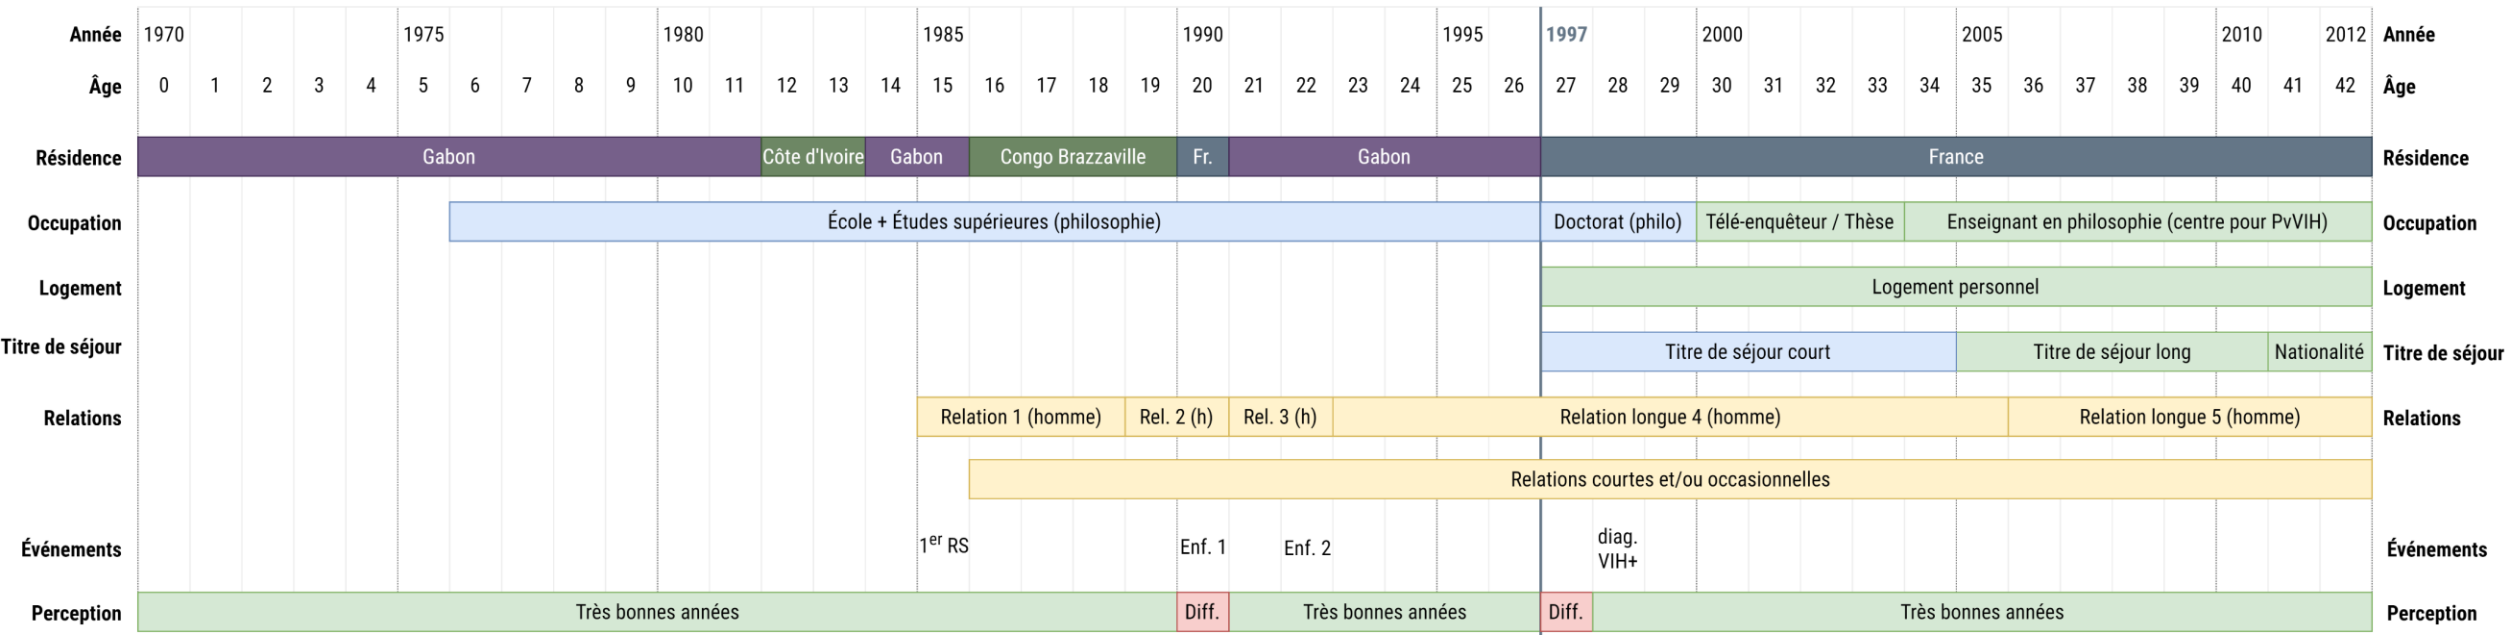 Année 1970 1975 1980 1985 1990 1995 1997 2000 2005 2010 2012 Année
Âge 0 1 2 3 4 5 6 7 8 9 10 11 12 13 14 15 16 17 18 19 20 21 22 23 24 25 26 27 28 29 30 31 32 33 34 35 36 37 38 39 40 41 42 Âge
Résidence Gabon Côte d'Ivoire Gabon Congo Brazzaville Fr. Gabon France Résidence
Occupation École + Études supérieures (philosophie) Doctorat (philo) Télé-enquêteur / Thèse Enseignant en philosophie (centre pour PvVIH) Occupation
Logement Logement personnel Logement
Titre de séjour Titre de séjour court Titre de séjour long Nationalité Titre de séjour
Relations Relation 1 (homme) Rel. 2 (h) Rel. 3 (h) Relation longue 4 (homme) Relation longue 5 (homme) Relations
Relations courtes et/ou occasionnelles
Événements 1er RS Enf. 1 Enf. 2 diag. VIH+ Événements
Perception Très bonnes années Diff. Très bonnes années Diff. Très bonnes années Perception